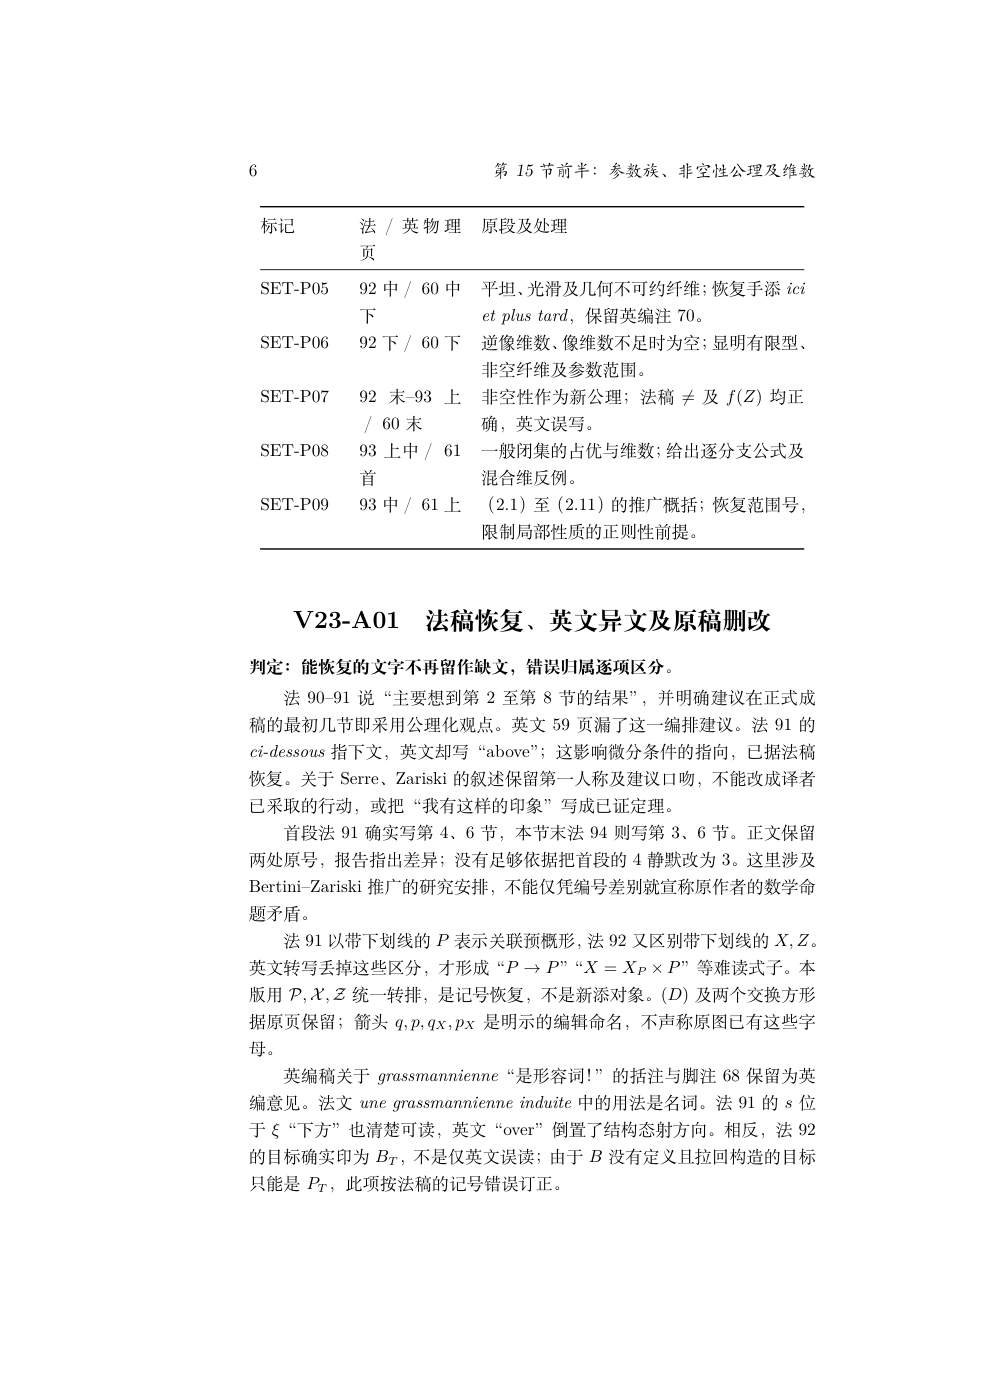 6 第 15 节前半：参数族、非空性公理及维数
标记 法 / 英物理 原段及处理
页
SET-P05 92 中 / 60 中 平坦、光滑及几何不可约纤维；恢复手添 ici
下 et plus tard，保留英编注 70。
SET-P06 92 下 / 60 下 逆像维数、像维数不足时为空；显明有限型、
非空纤维及参数范围。
SET-P07 92 末–93 上 非空性作为新公理；法稿 ≠ 及 f(Z) 均正
/ 60 末 确，英文误写。
SET-P08 93 上中 / 61 一般闭集的占优与维数；给出逐分支公式及
首 混合维反例。
SET-P09 93 中 / 61 上 （2.1）至（2.11）的推广概括；恢复范围号，
限制局部性质的正则性前提。
V23-A01 法稿恢复、英文异文及原稿删改
判定：能恢复的文字不再留作缺文，错误归属逐项区分。
法 90–91 说“主要想到第 2 至第 8 节的结果”，并明确建议在正式成
稿的最初几节即采用公理化观点。英文 59 页漏了这一编排建议。法 91 的
ci-dessous 指下文，英文却写“above”；这影响微分条件的指向，已据法稿
恢复。关于 Serre、Zariski 的叙述保留第一人称及建议口吻，不能改成译者
已采取的行动，或把“我有这样的印象”写成已证定理。
首段法 91 确实写第 4、6 节，本节末法 94 则写第 3、6 节。正文保留
两处原号，报告指出差异；没有足够依据把首段的 4 静默改为 3。这里涉及
Bertini–Zariski 推广的研究安排，不能仅凭编号差别就宣称原作者的数学命
题矛盾。
法 91 以带下划线的 P 表示关联预概形，法 92 又区别带下划线的 X, Z。
英文转写丢掉这些区分，才形成“P → P”“X = X_P × P”等难读式子。本
版用 𝒫, 𝒳, 𝒵 统一转排，是记号恢复，不是新添对象。(D) 及两个交换方形
据原页保留；箭头 q, p, q_X, p_X 是明示的编辑命名，不声称原图已有这些字
母。
英编稿关于 grassmannienne“是形容词！”的括注与脚注 68 保留为英
编意见。法文 une grassmannienne induite 中的用法是名词。法 91 的 s 位
于 ξ“下方”也清楚可读，英文“over”倒置了结构态射方向。相反，法 92
的目标确实印为 B_T，不是仅英文误读；由于 B 没有定义且拉回构造的目标
只能是 P_T，此项按法稿的记号错误订正。